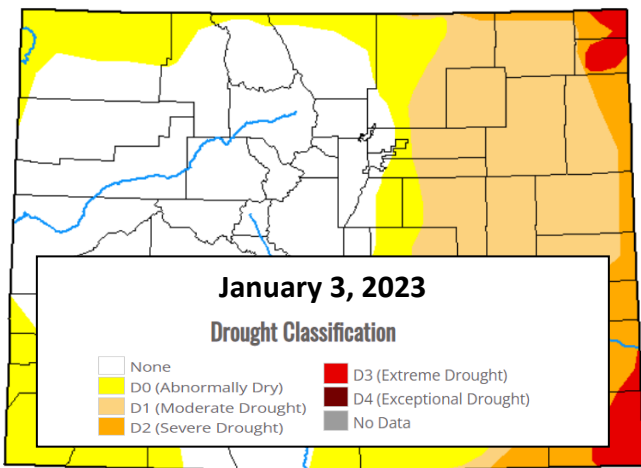 January 3, 2023
Drought Classification
None
D0 (Abnormally Dry)
D1 (Moderate Drought)
D2 (Severe Drought)
D3 (Extreme Drought)
D4 (Exceptional Drought)
No Data